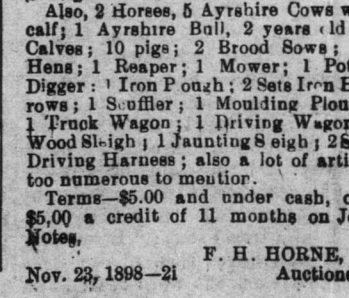 Also, 2 Horses, 5 Ayrshire Cows
calf; 1 Ayrshire Bull, 2 years old
Calves; 10 pigs; 2 Brood Sows;
Hens; 1 Reaper; 1 Mower; 1
Digger: 1 Iron Plough; 2 Sets Iron
rows; 1 Scuffler; 1 Moulding
1 Truck Wagon; 1 Driving Wagon
Wood Sleigh; 1 Jaunting Sleigh;
Driving Harness; also a lot of
too numerous to mention.
Terms—$5.00 and under cash,
$5,00 a credit of 11 months on
Notes,
F. H. HORNE,
Nov. 23, 1898—2i